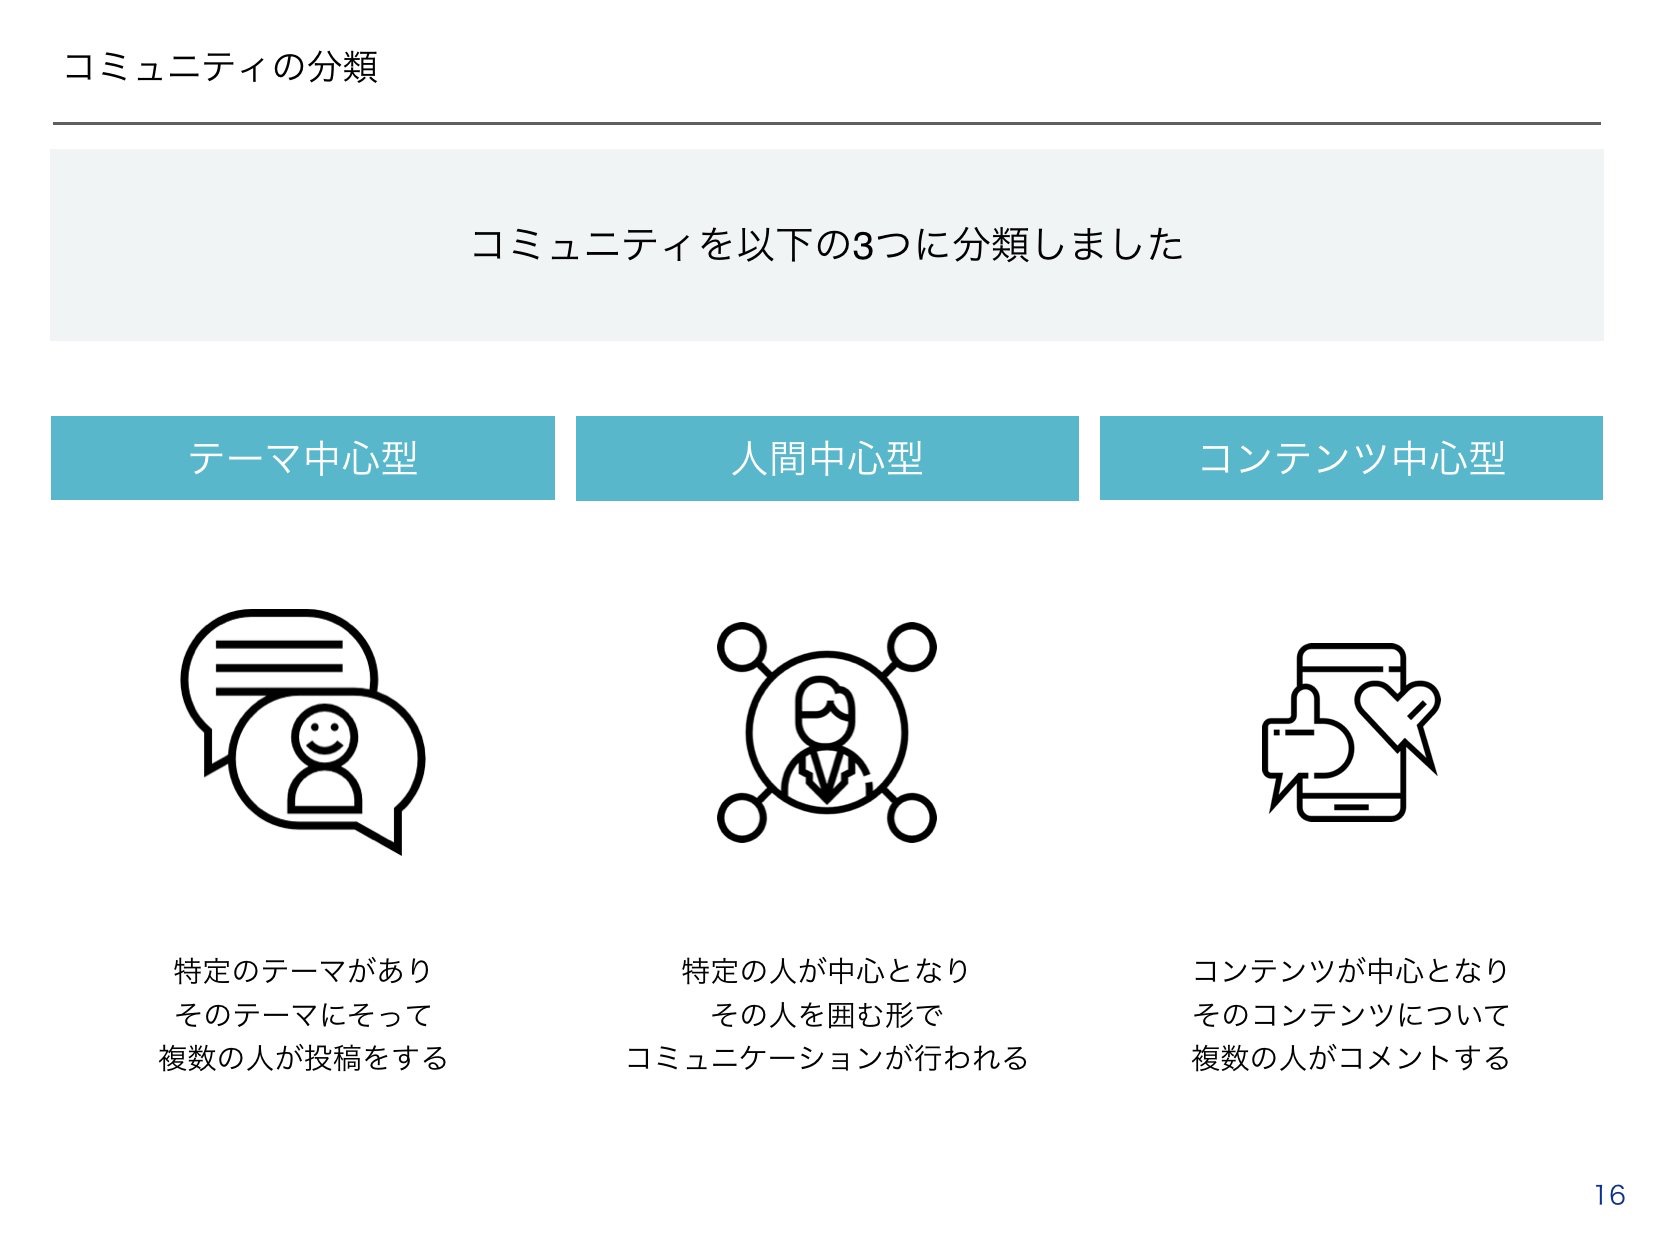 コミュニティの分類
コミュニティを以下の3つに分類しました
テーマ中心型
人間中心型
コンテンツ中心型
特定のテーマがあり
そのテーマにそって
複数の人が投稿をする
特定の人が中心となり
その人を囲む形で
コミュニケーションが行われる
コンテンツが中心となり
そのコンテンツについて
複数の人がコメントする
16